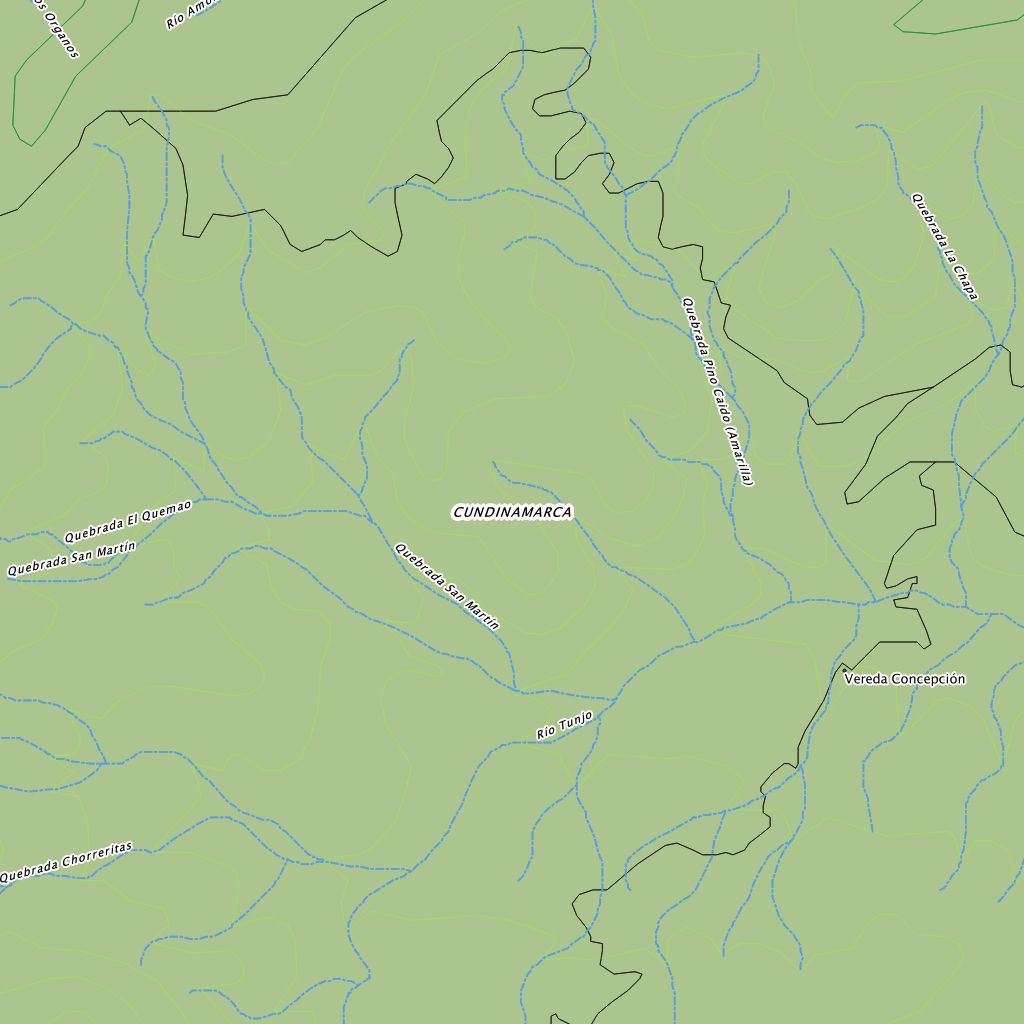 os Organos
Río Amo
Quebrada La Chapa
Quebrada Pino Caido (Amarilla)
CUNDINAMARCA
Quebrada El Quemao
Quebrada San Martín
Quebrada San Martín
Vereda Concepción
Río Tunjo
Quebrada Chorreritas